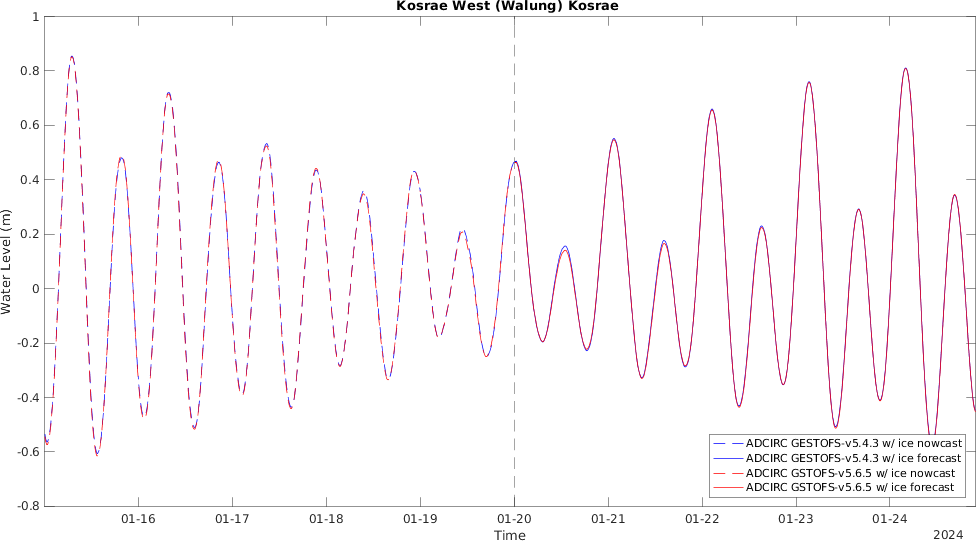 Kosrae West (Walung) Kosrae
1
0.8
0.6
0.4
0.2
0
-0.2
-0.4
-0.6
-0.8
Water Level (m)
ADCIRC GESTOFS-v5.4.3 w/ ice nowcast
ADCIRC GESTOFS-v5.4.3 w/ ice forecast
ADCIRC GSTOFS-v5.6.5 w/ ice nowcast
ADCIRC GSTOFS-v5.6.5 w/ ice forecast
01-16 01-17 01-18 01-19 01-20 01-21 01-22 01-23 01-24
Time
2024